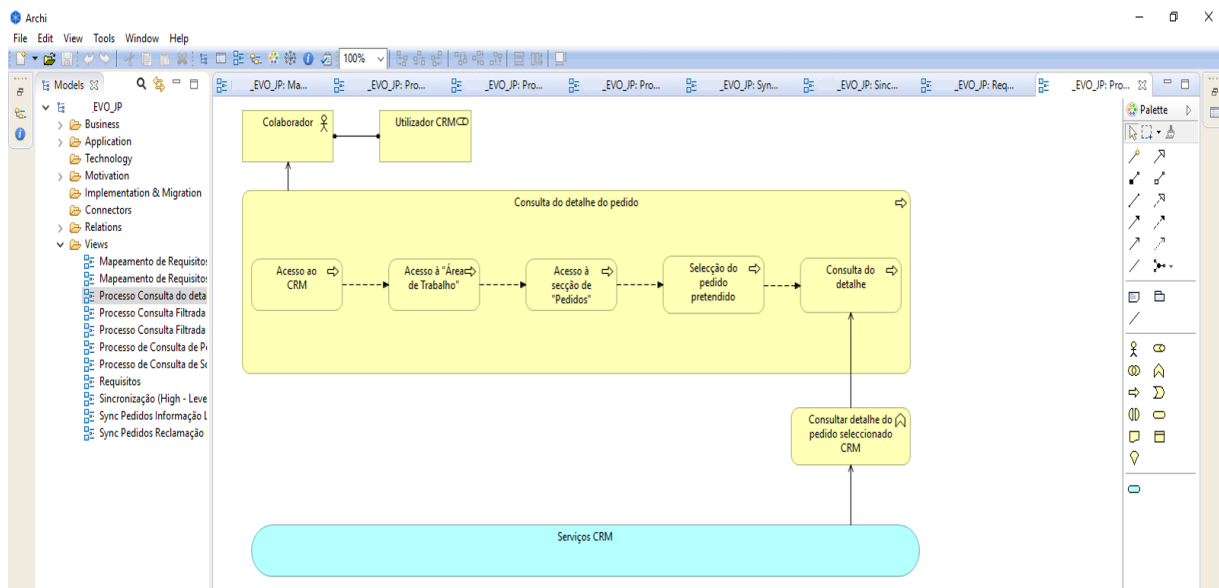 Archi
File Edit View Tools Window Help
100%
Models
_EVO_JP: Ma...
_EVO_JP: Pro...
_EVO_JP: Pro...
_EVO_JP: Pro...
_EVO_JP: Syn...
_EVO_JP: Sinc...
_EVO_JP: Req...
_EVO_JP: Pro...
_EVO_JP
Business
Application
Technology
Motivation
Implementation & Migration
Connectors
Relations
Views
Mapeamento de Requisitos
Mapeamento de Requisitos
Processo Consulta do deta
Processo Consulta Filtrada
Processo Consulta Filtrada
Processo de Consulta de Pe
Processo de Consulta de So
Requisitos
Sincronização (High - Leve
Sync Pedidos Informação L
Sync Pedidos Reclamação
Colaborador
Utilizador CRM
Consulta do detalhe do pedido
Acesso ao
CRM
Acesso à "Área
de Trabalho"
Acesso à
secção de
"Pedidos"
Selecção do
pedido
pretendido
Consulta do
detalhe
Consultar detalhe do
pedido seleccionado
CRM
Serviços CRM
Palette